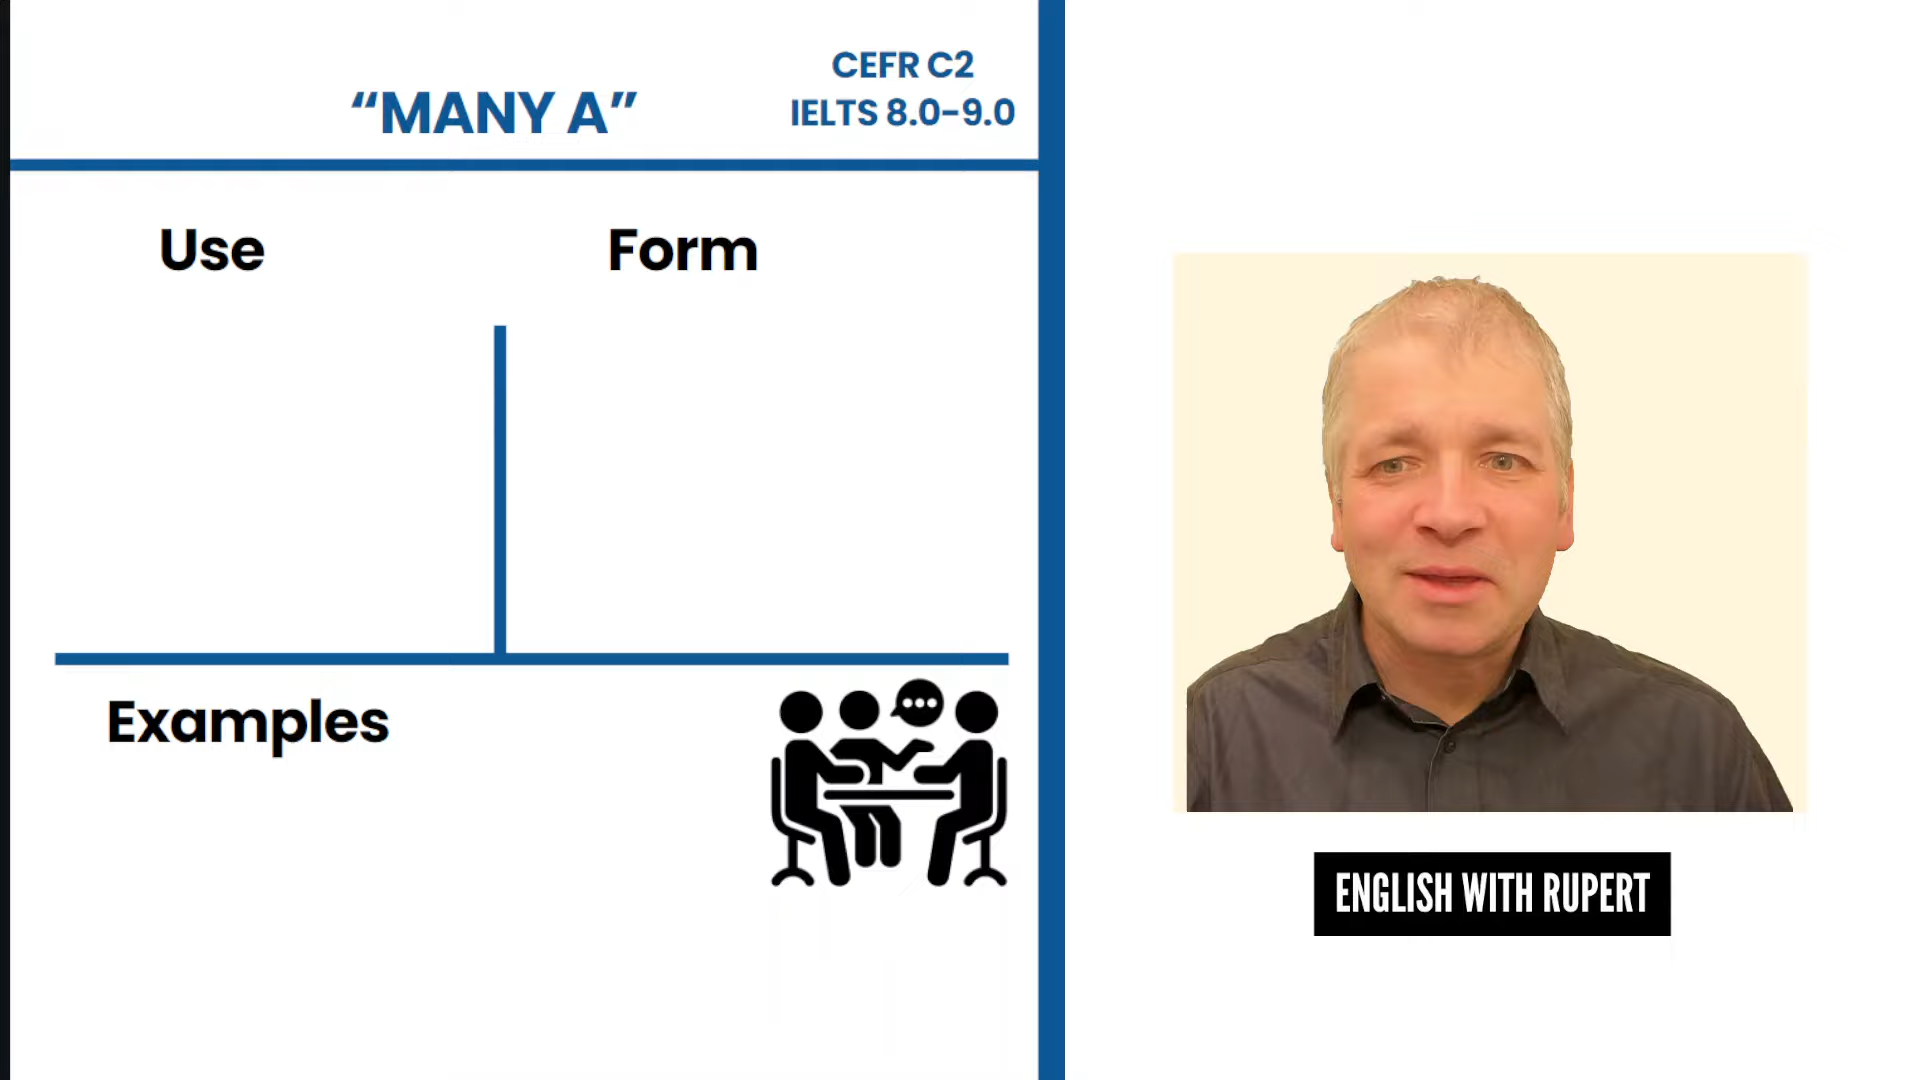 “MANY A”
CEFR C2
IELTS 8.0-9.0
Use
Form
Examples
ENGLISH WITH RUPERT